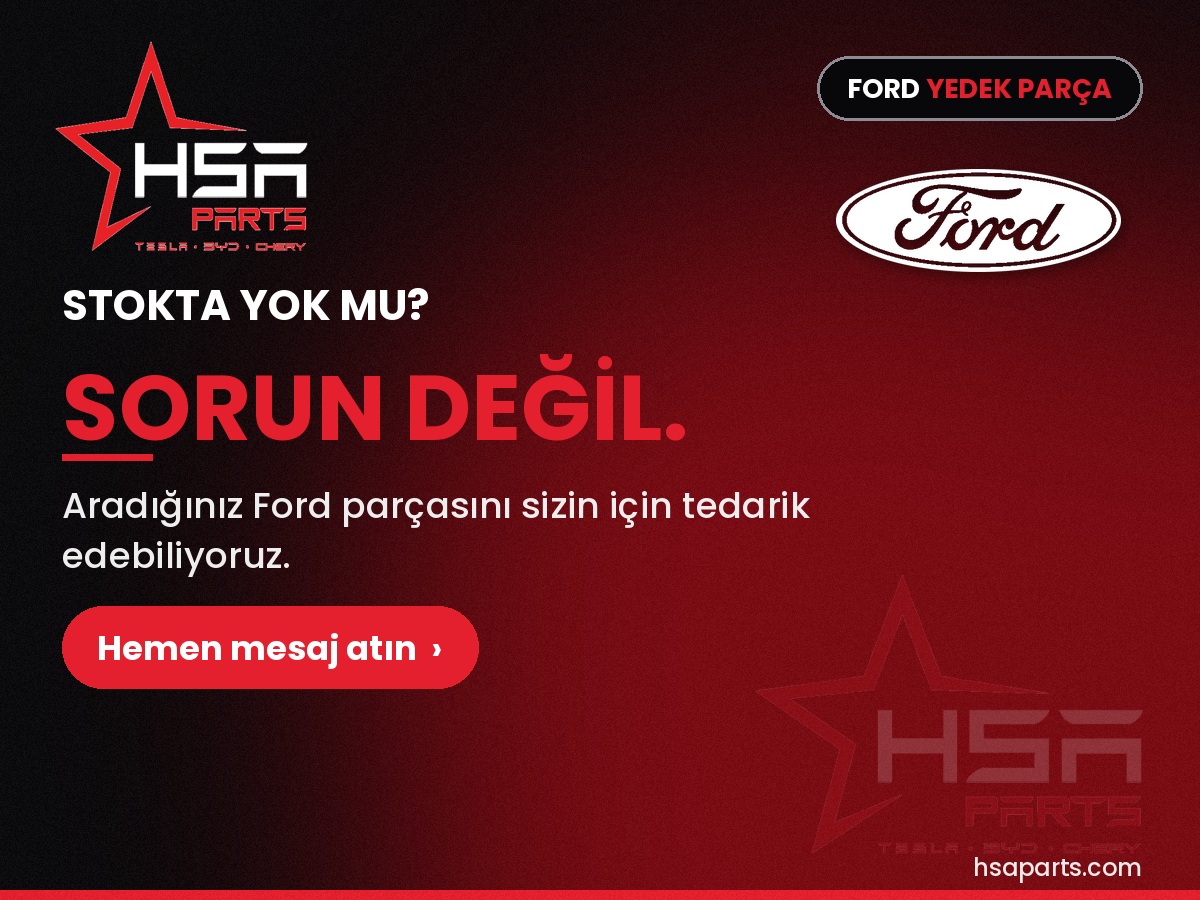 HSA
PARTS
TESLA · BYD · CHERY
FORD YEDEK PARÇA
Ford
STOKTA YOK MU?
SORUN DEĞİL.
Aradığınız Ford parçasını sizin için tedarik
edebiliyoruz.
Hemen mesaj atın ›
HSA
PARTS
TESLA · BYD · CHERY
hsaparts.com